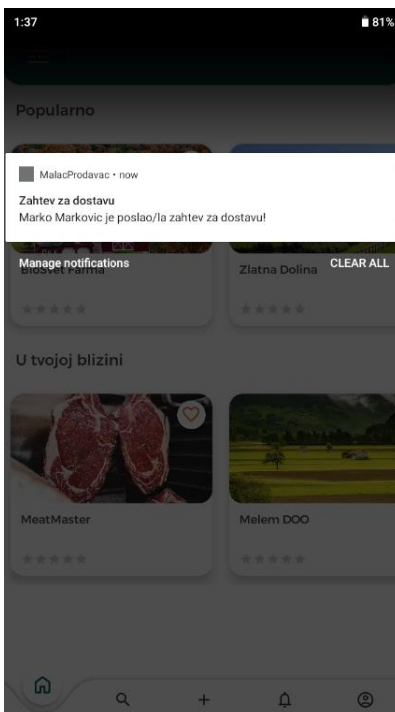 1:37
81%
Popularno
MalacProdavac • now
Zahtev za dostavu
Marko Markovic je poslao/la zahtev za dostavu!
Manage notifications
CLEAR ALL
BioSvet Farma
Zlatna Dolina
U tvojoj blizini
MeatMaster
Melem DOO